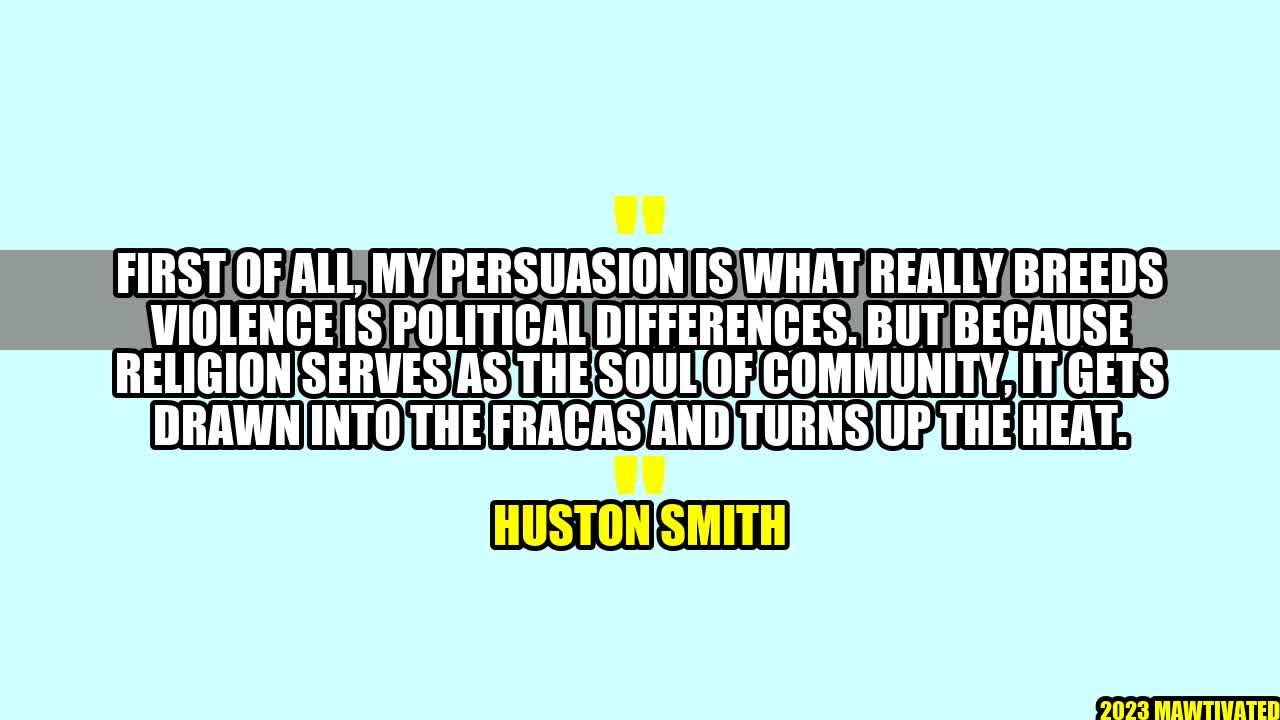 "
FIRST OF ALL, MY PERSUASION IS WHAT REALLY BREEDS
VIOLENCE IS POLITICAL DIFFERENCES. BUT BECAUSE
RELIGION SERVES AS THE SOUL OF COMMUNITY, IT GETS
DRAWN INTO THE FRACAS AND TURNS UP THE HEAT.
"
HUSTON SMITH
2023 MAWTIVATED